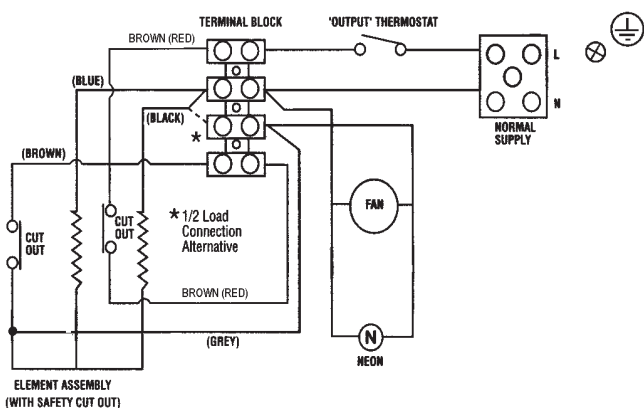 TERMINAL BLOCK
'OUTPUT' THERMOSTAT
BROWN (RED)
L
N
NORMAL
SUPPLY
(BLUE)
(BLACK)
*
(BROWN)
CUT
OUT
CUT
OUT
* 1/2 Load
Connection
Alternative
FAN
BROWN (RED)
(GREY)
N
NEON
ELEMENT ASSEMBLY
(WITH SAFETY CUT OUT)